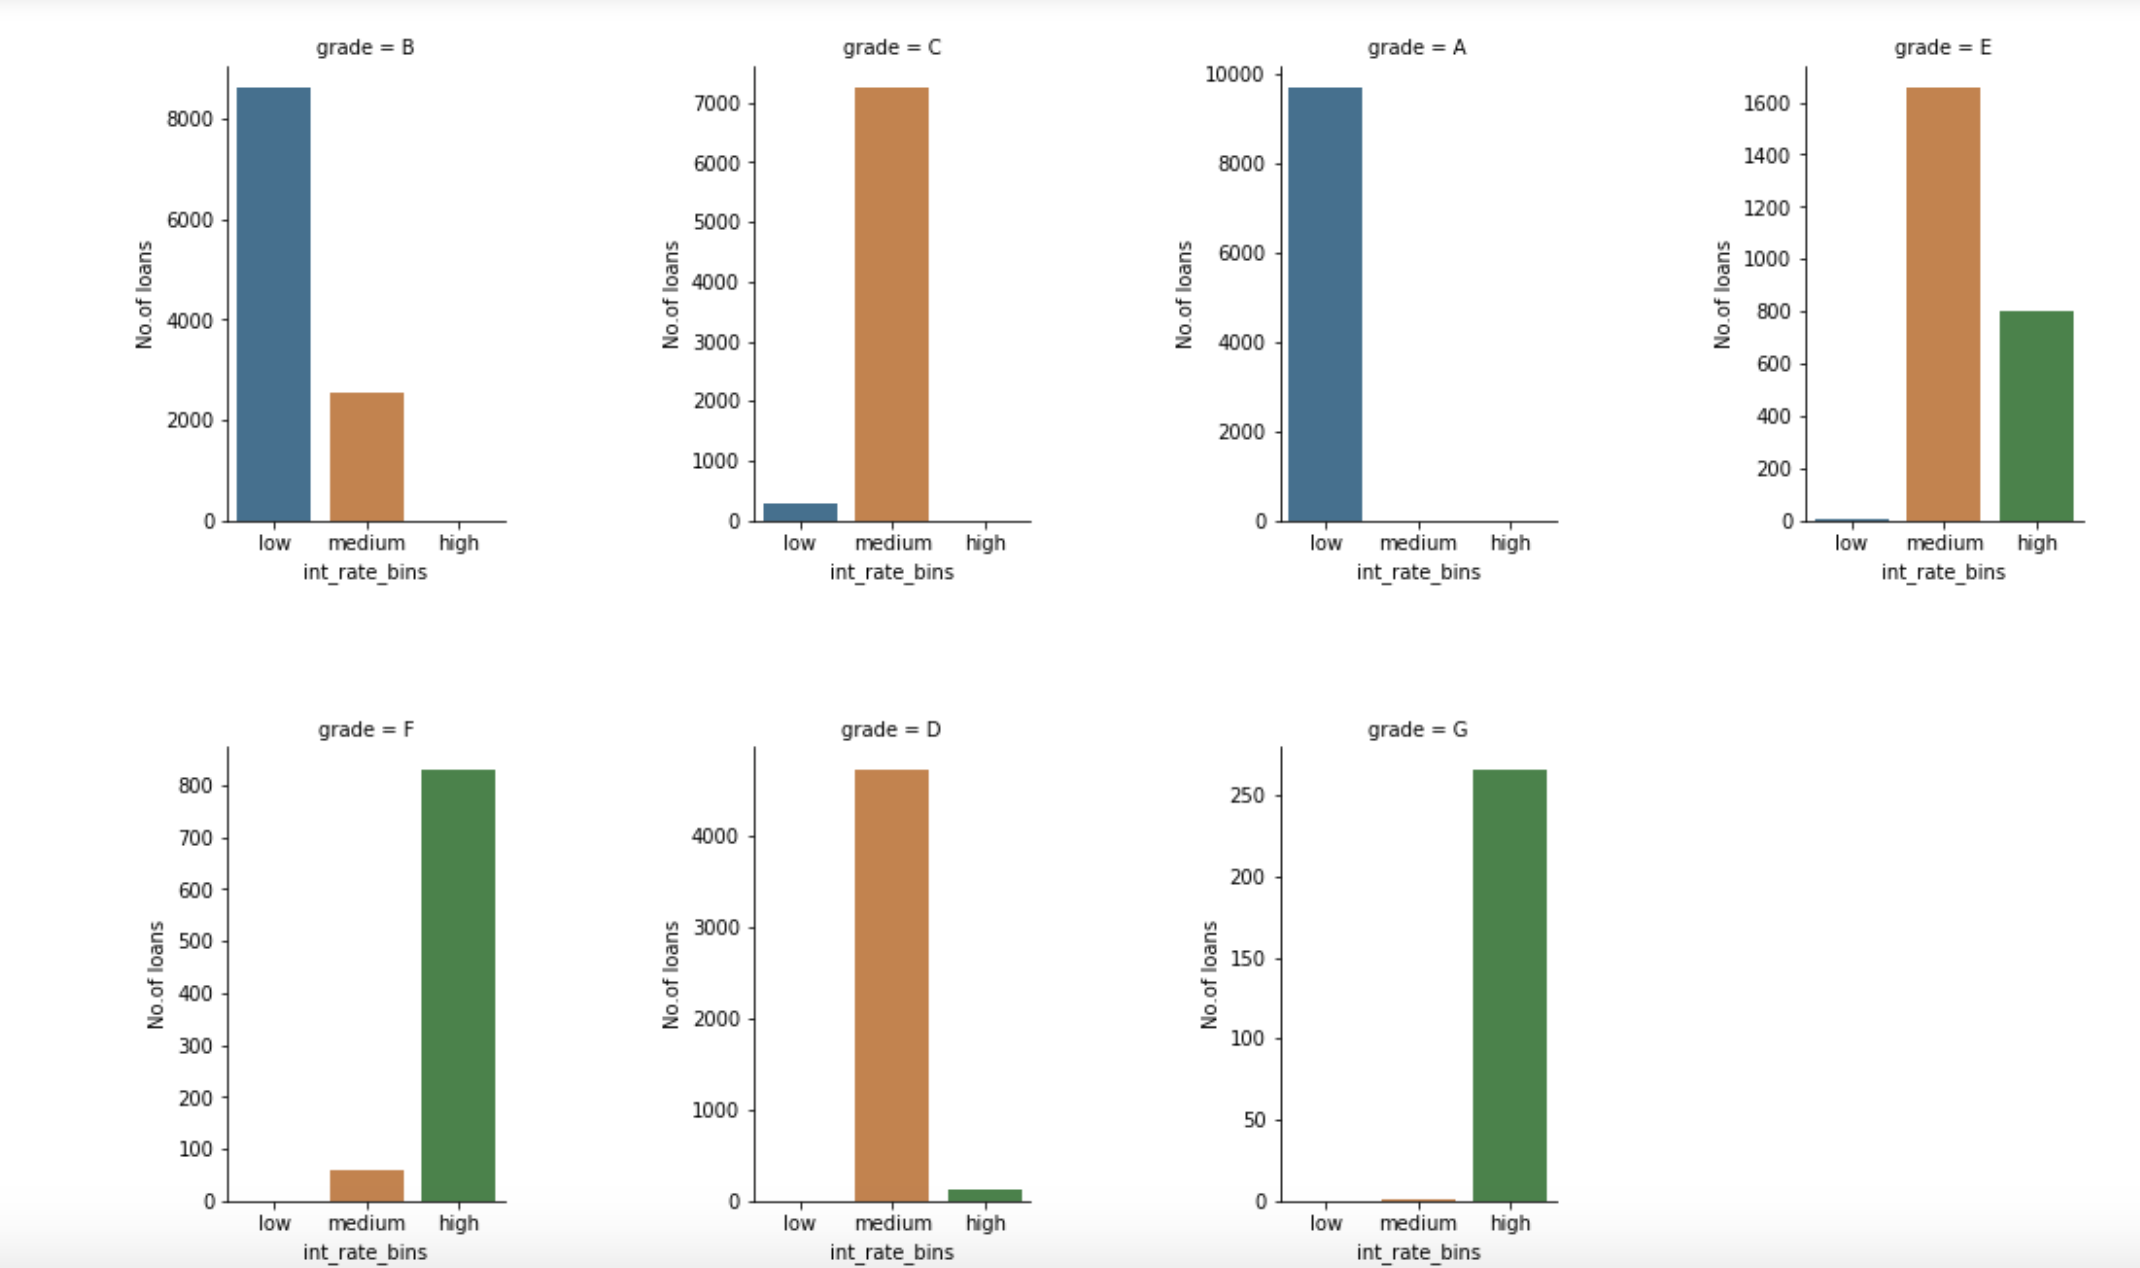 grade = B
8000
6000
4000
2000
0
No.of loans
low medium high
int_rate_bins
grade = C
7000
6000
5000
4000
3000
2000
1000
0
No.of loans
low medium high
int_rate_bins
grade = A
10000
8000
6000
4000
2000
0
No.of loans
low medium high
int_rate_bins
grade = E
1600
1400
1200
1000
800
600
400
200
0
No.of loans
low medium high
int_rate_bins
grade = F
800
700
600
500
400
300
200
100
0
No.of loans
low medium high
int_rate_bins
grade = D
4000
3000
2000
1000
0
No.of loans
low medium high
int_rate_bins
grade = G
250
200
150
100
50
0
No.of loans
low medium high
int_rate_bins